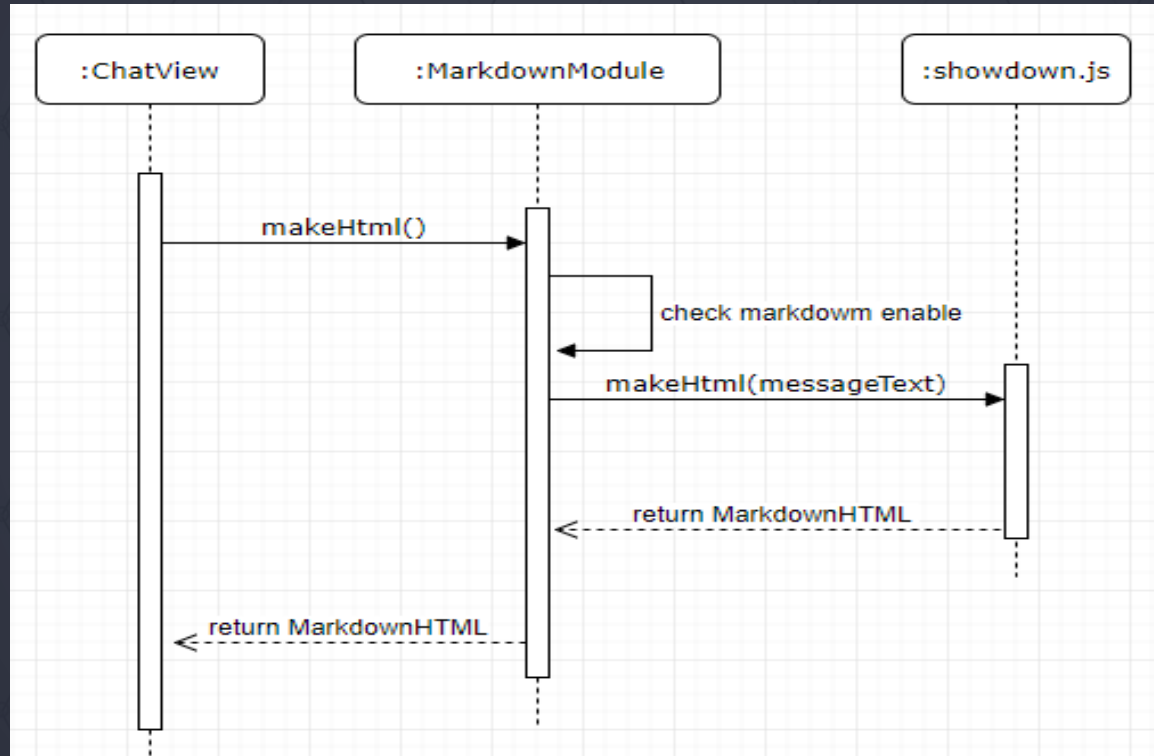 :ChatView
:MarkdownModule
:showdown.js
makeHtml()
check markdowm enable
makeHtml(messageText)
return MarkdownHTML
return MarkdownHTML